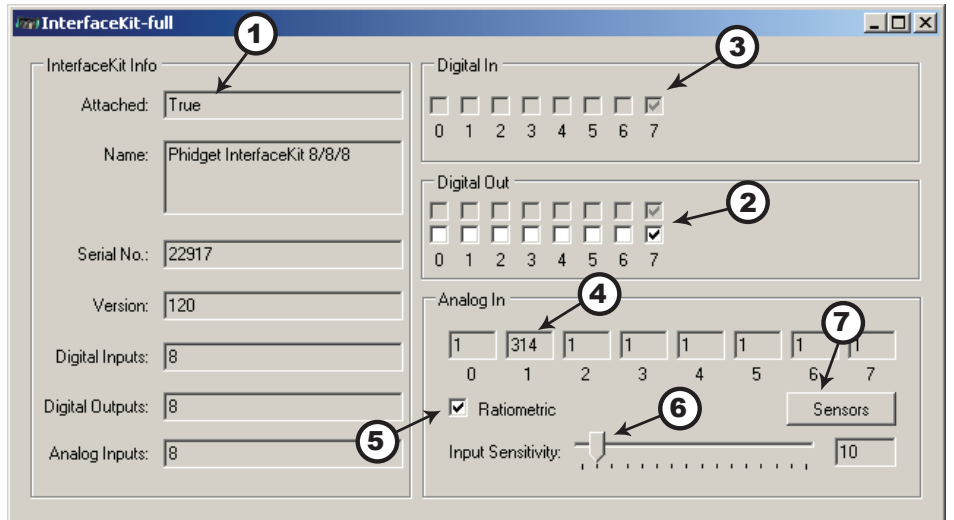 InterfaceKit-full
1
InterfaceKit Info
Attached: True
Name: Phidget InterfaceKit 8/8/8
Serial No.: 22917
Version: 120
Digital Inputs: 8
Digital Outputs: 8
Analog Inputs: 8
Digital In
3
0 1 2 3 4 5 6 7
Digital Out
2
0 1 2 3 4 5 6 7
Analog In
4
7
1 314 1 1 1 1 1 1
0 1 2 3 4 5 6 7
5
Ratiometric
6
Sensors
Input Sensitivity: 10